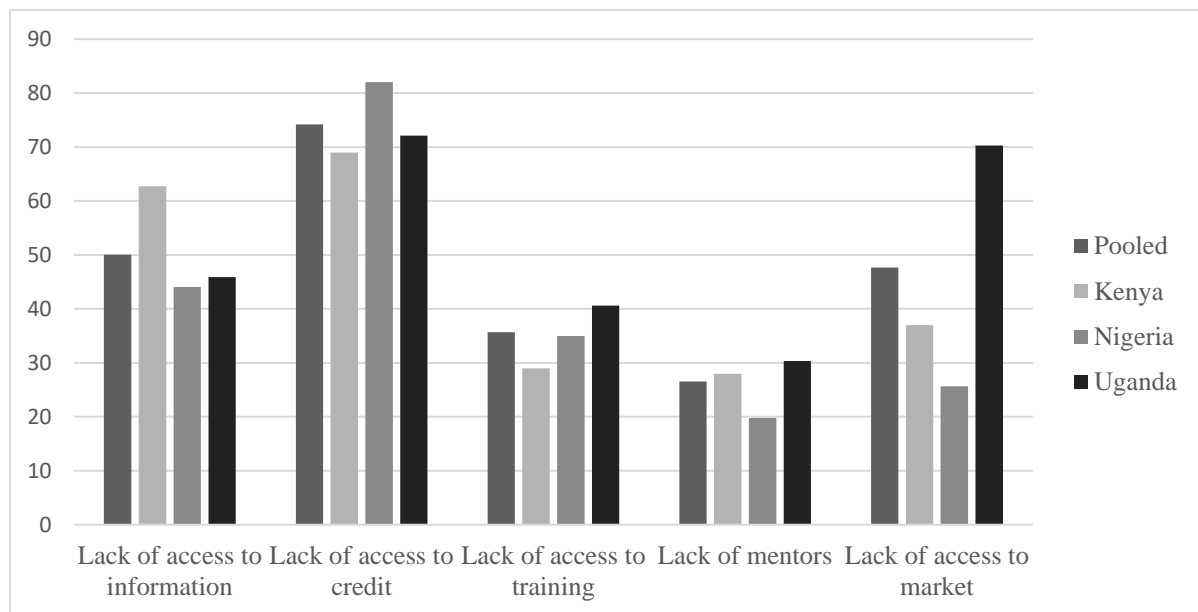 90
80
70
60
50
40
30
20
10
0
Lack of access to
information
Lack of access to
credit
Lack of access to
training
Lack of mentors
Lack of access to
market
Pooled
Kenya
Nigeria
Uganda